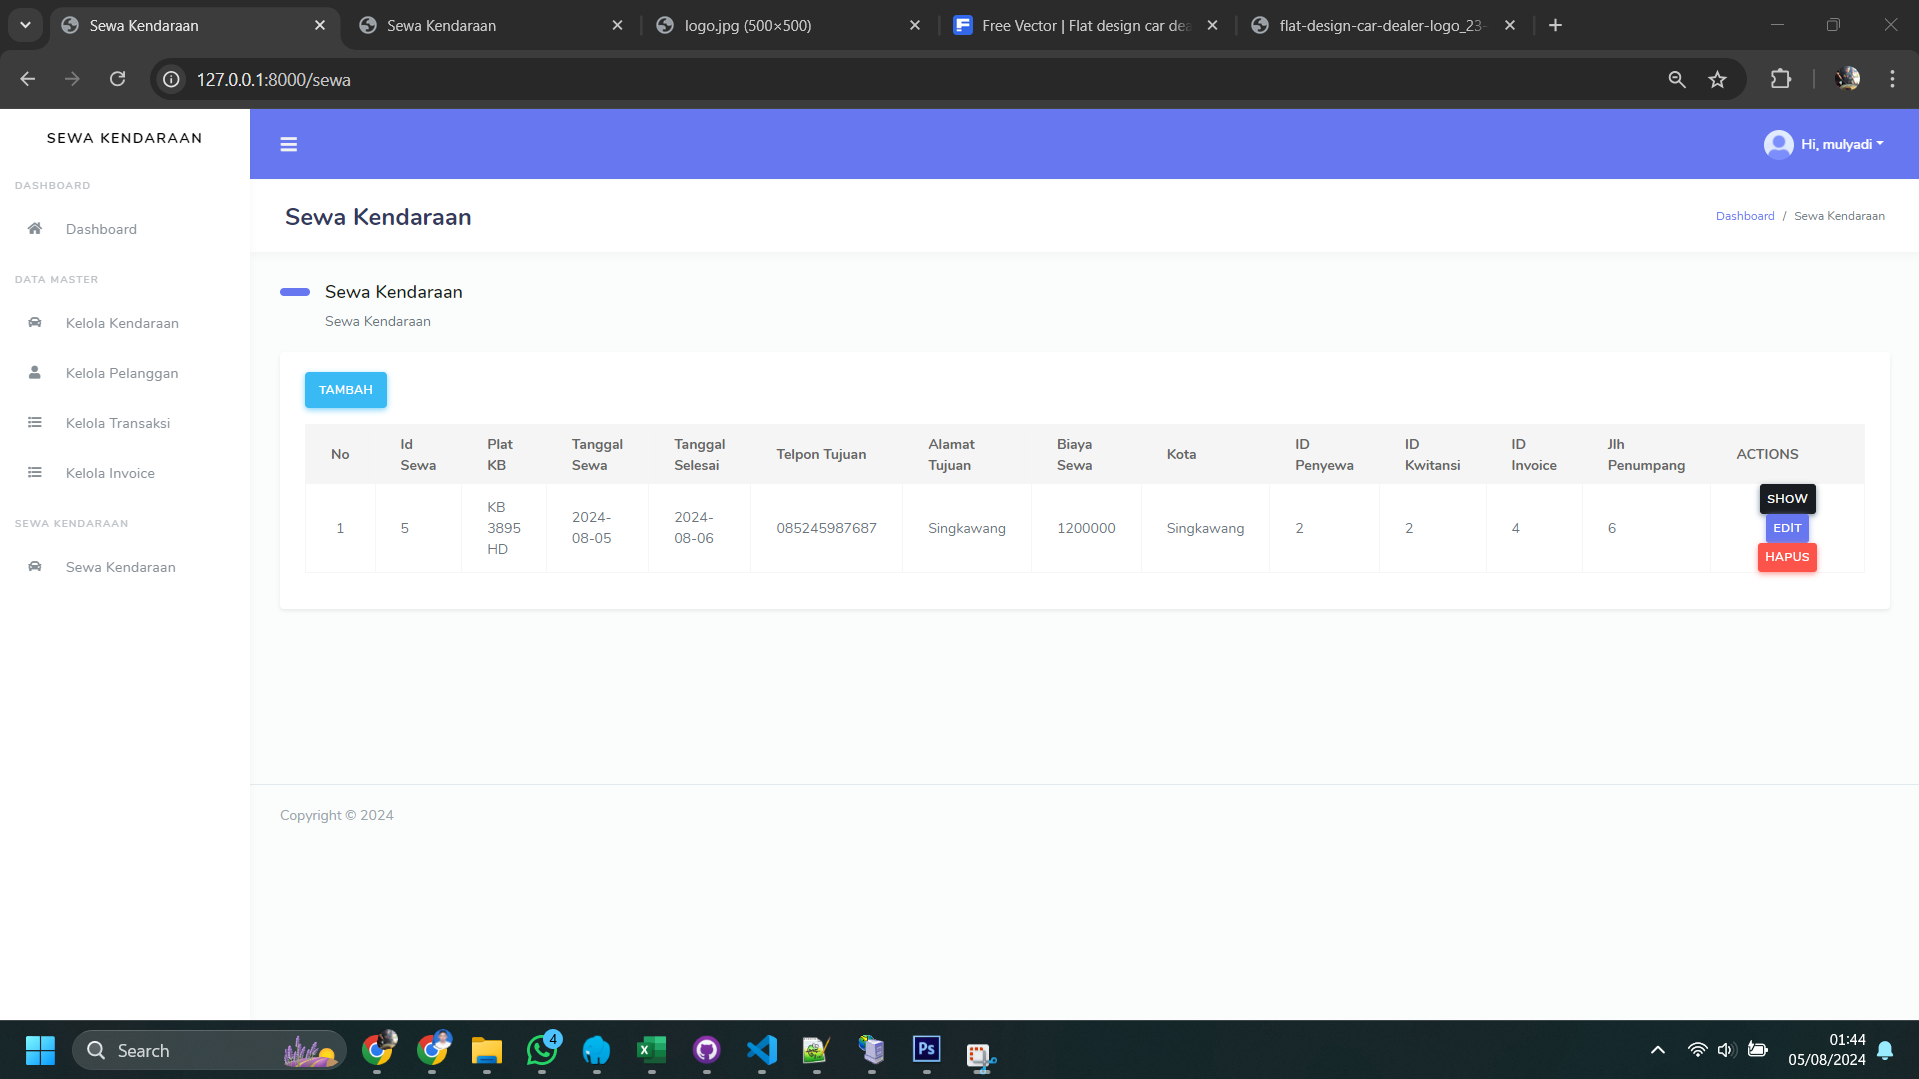 Sewa Kendaraan
Sewa Kendaraan
logo.jpg (500×500)
Free Vector | Flat design car dea
flat-design-car-dealer-logo_23-
127.0.0.1:8000/sewa
SEWA KENDARAAN
Hi, mulyadi
DASHBOARD
Dashboard
DATA MASTER
Kelola Kendaraan
Kelola Pelanggan
Kelola Transaksi
Kelola Invoice
SEWA KENDARAAN
Sewa Kendaraan
Sewa Kendaraan
Dashboard / Sewa Kendaraan
Sewa Kendaraan
Sewa Kendaraan
TAMBAH
No
Id
Sewa
Plat
KB
Tanggal
Sewa
Tanggal
Selesai
Telpon Tujuan
Alamat
Tujuan
Biaya
Sewa
Kota
ID
Penyewa
ID
Kwitansi
ID
Invoice
Jlh
Penumpang
ACTIONS
1
5
KB
3895
HD
2024-
08-05
2024-
08-06
085245987687
Singkawang
1200000
Singkawang
2
2
4
6
SHOW
EDIT
HAPUS
Copyright © 2024
Search
4
Ps
01:44
05/08/2024